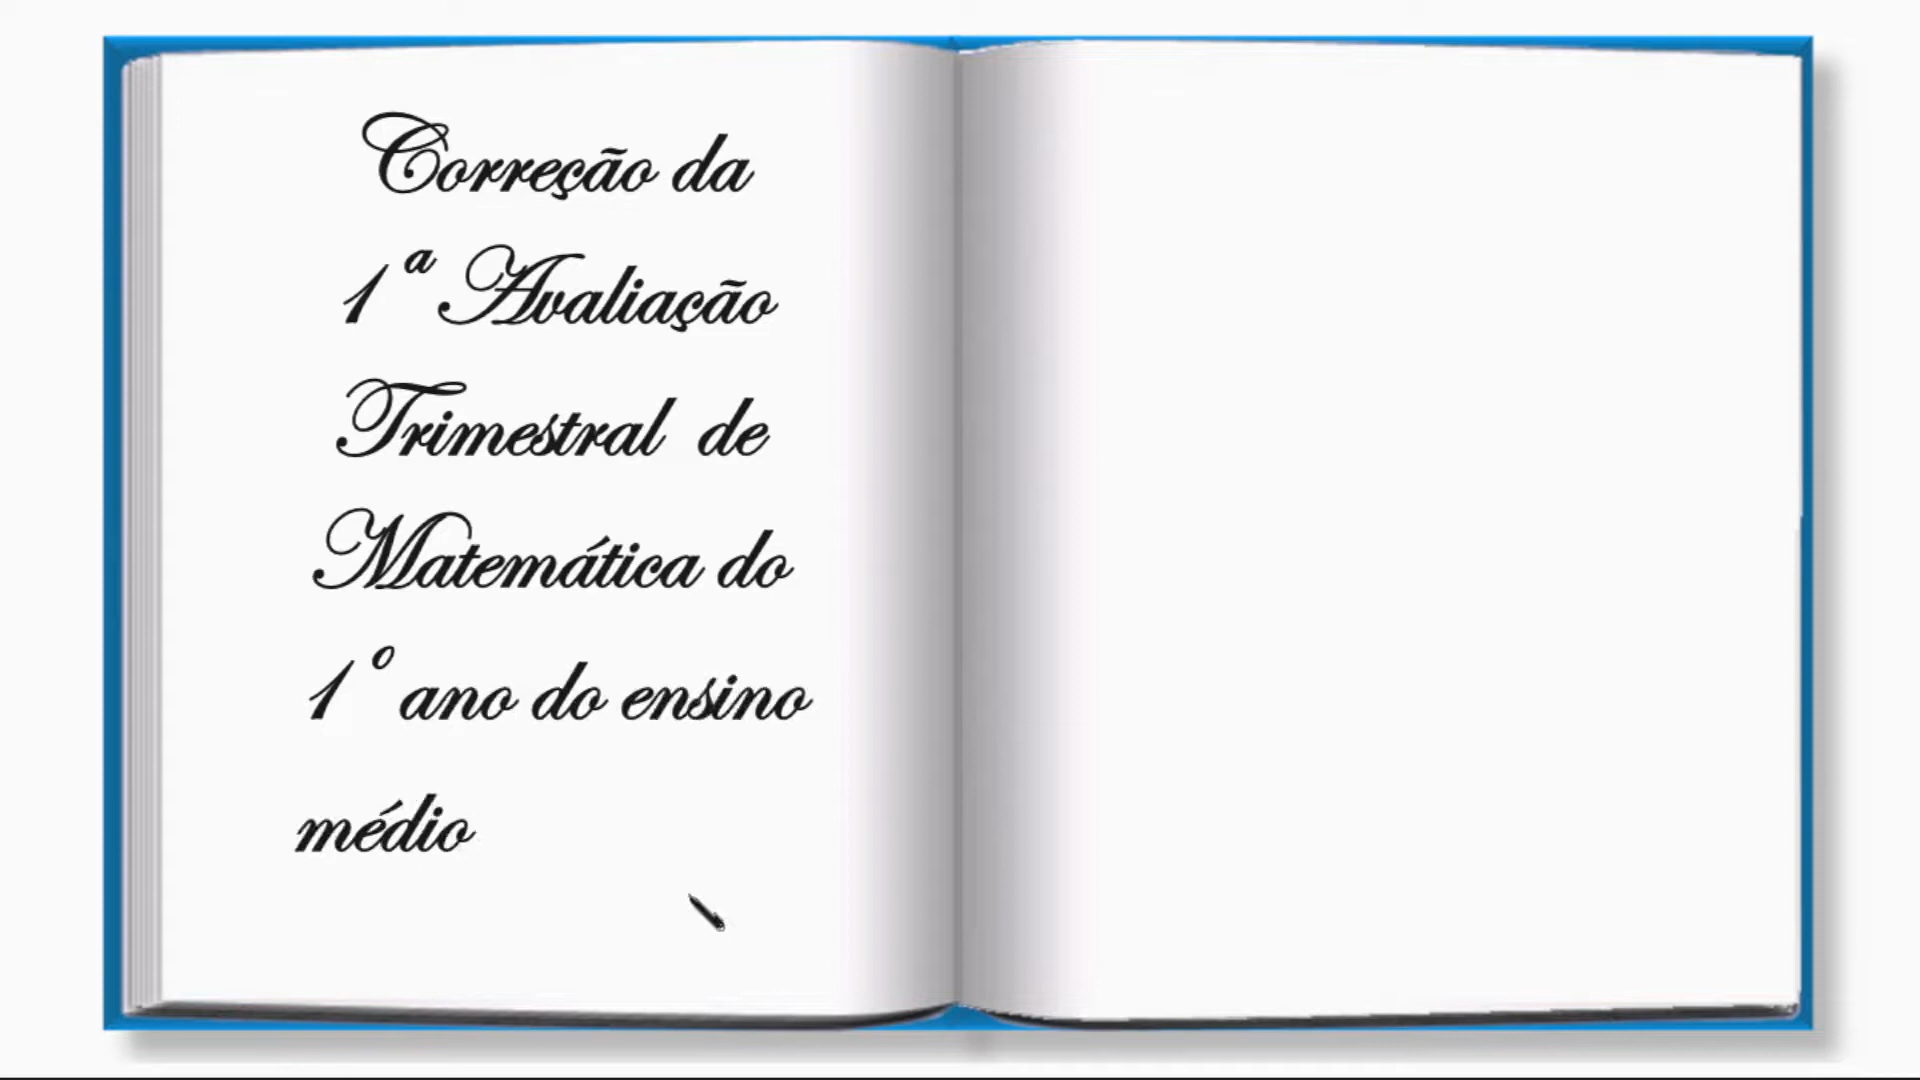 Correção da
1ª Avaliação
Trimestral de
Matemática do
1º ano do ensino
médio